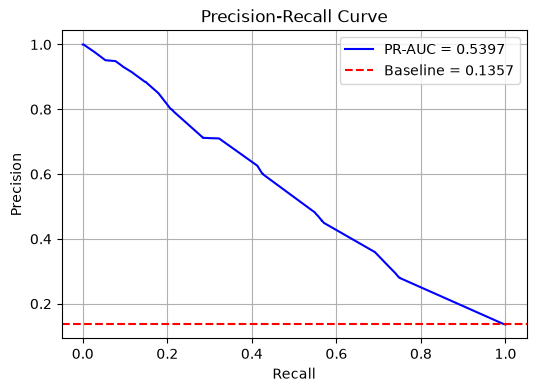 Precision-Recall Curve
PR-AUC = 0.5397
Baseline = 0.1357
1.0
0.8
0.6
0.4
0.2
Precision
0.0
0.2
0.4
0.6
0.8
1.0
Recall